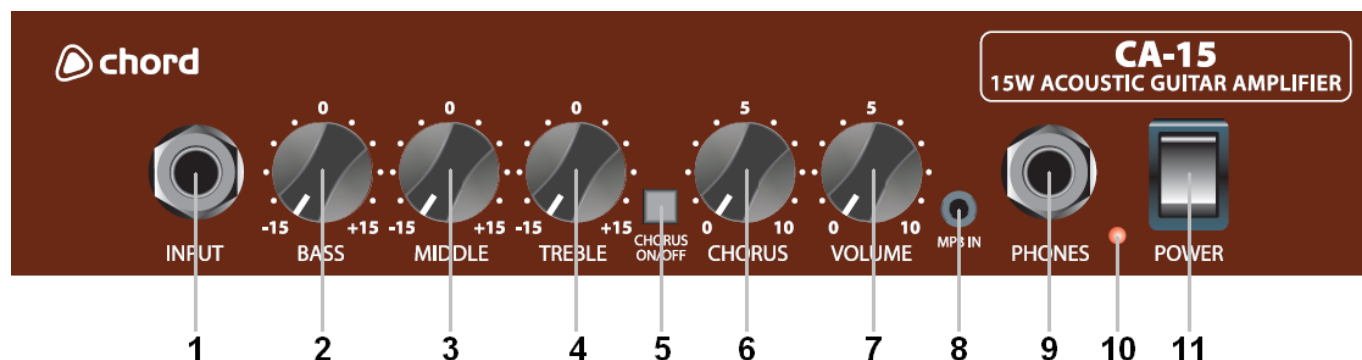 chord
CA-15
15W ACOUSTIC GUITAR AMPLIFIER
0 0 0 5 5
-15 +15 -15 +15 -15 +15 0 10 0 10
INPUT BASS MIDDLE TREBLE CHORUS ON/OFF CHORUS VOLUME MP3 IN PHONES POWER
1 2 3 4 5 6 7 8 9 10 11